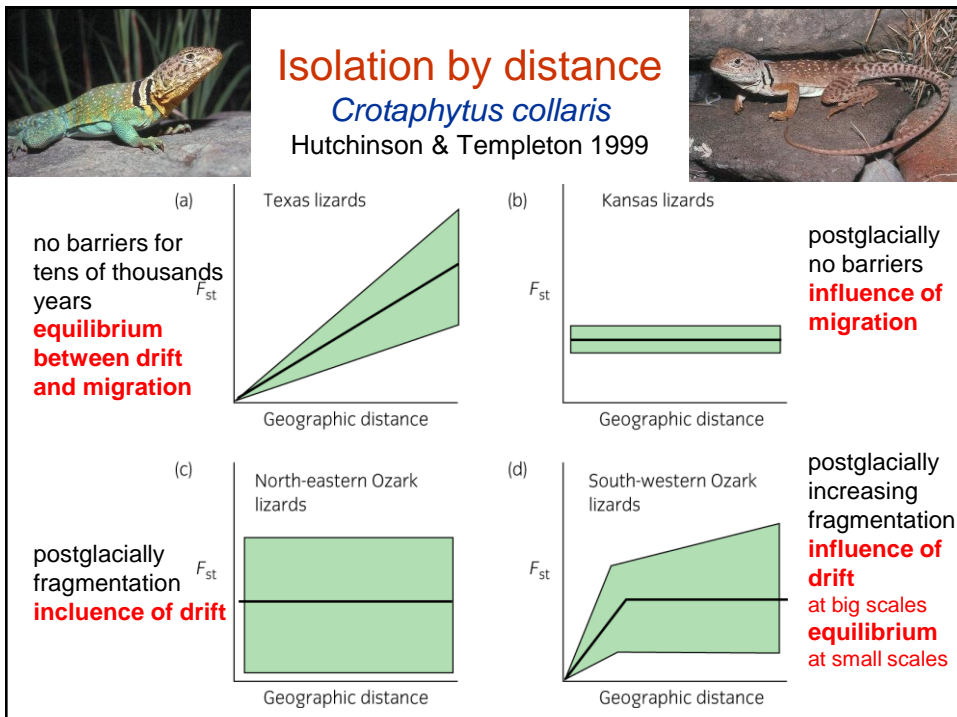 Isolation by distance
Crotaphytus collaris
Hutchinson & Templeton 1999
no barriers for
tens of thousands
years
equilibrium
between drift
and migration
(a)
Texas lizards
Fst
Geographic distance
(b)
Kansas lizards
Fst
Geographic distance
postglacially
no barriers
influence of
migration
postglacially
fragmentation
incluence of drift
(c)
North-eastern Ozark
lizards
Fst
Geographic distance
(d)
South-western Ozark
lizards
Fst
Geographic distance
postglacially
increasing
fragmentation
influence of
drift
at big scales
equilibrium
at small scales